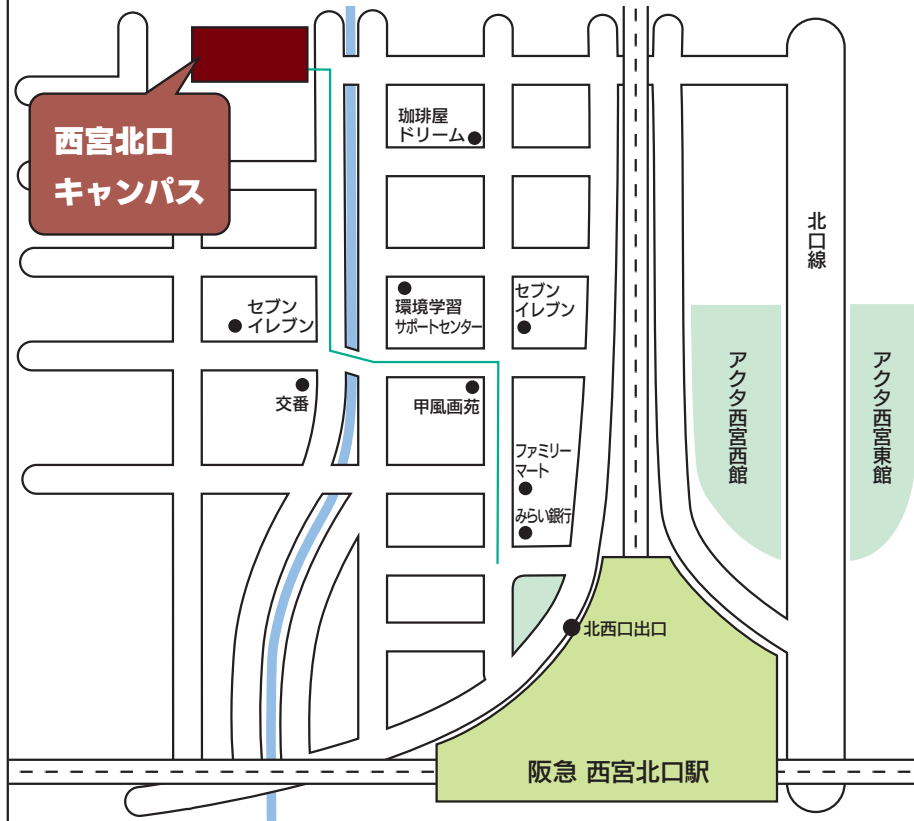 西宮北口
キャンパス
珈琲屋
ドリーム
北口線
セブン
イレブン
環境学習
サポートセンター
セブン
イレブン
アクタ西宮西館
アクタ西宮東館
交番
甲風画苑
ファミリー
マート
みらい銀行
北西口出口
阪急 西宮北口駅